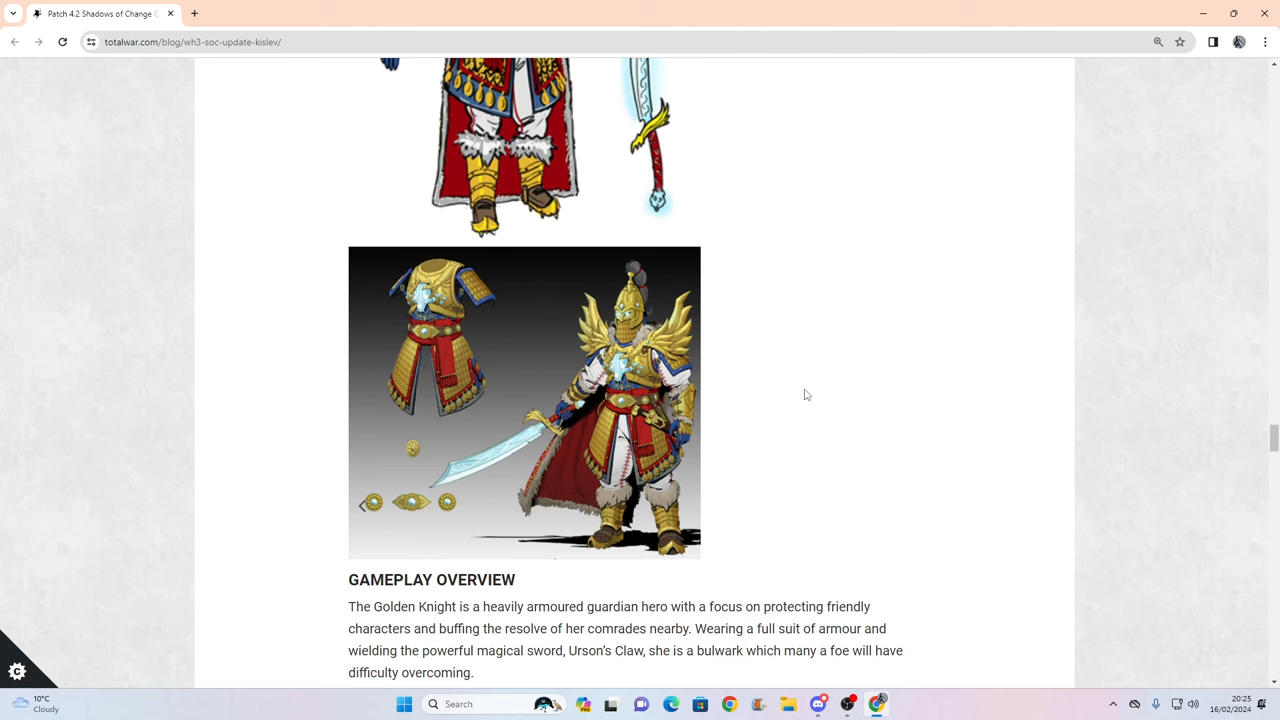 Patch 4.2 Shadows of Change C
totalwar.com/blog/wh3-soc-update-kislev/
GAMEPLAY OVERVIEW
The Golden Knight is a heavily armoured guardian hero with a focus on protecting friendly
characters and buffing the resolve of her comrades nearby. Wearing a full suit of armour and
wielding the powerful magical sword, Urson's Claw, she is a bulwark which many a foe will have
difficulty overcoming.
10°C
Cloudy
Search
20:25
16/02/2024